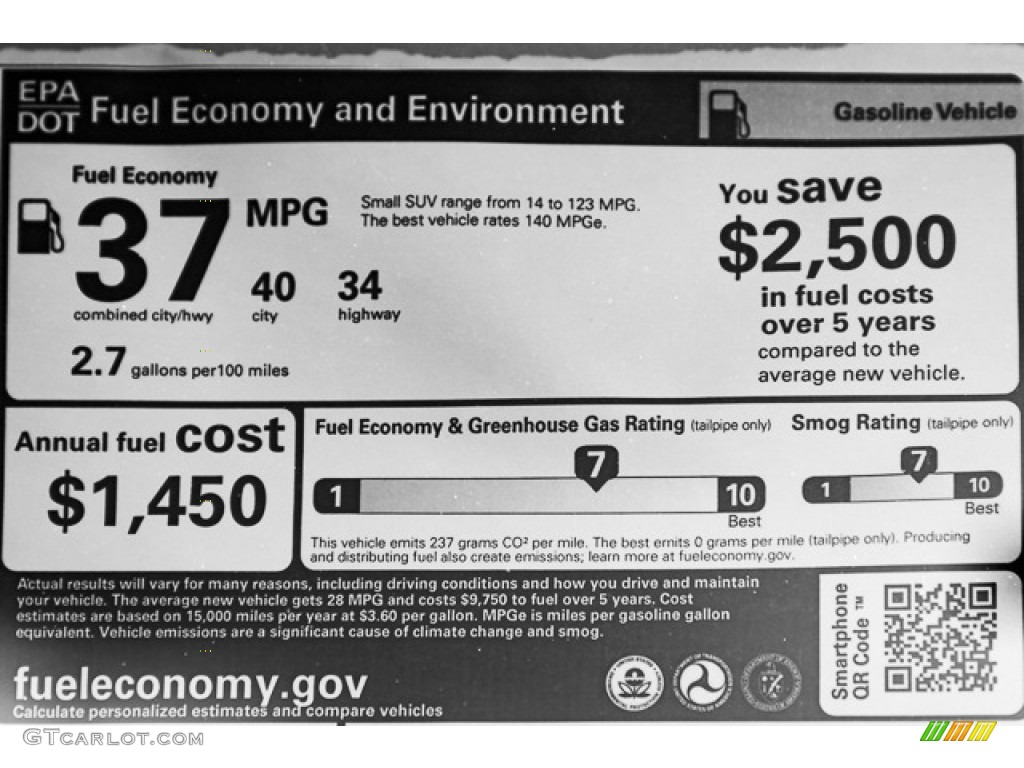 EPA
DOT
Fuel Economy and Environment
Gasoline Vehicle
Fuel Economy
37 MPG
Small SUV range from 14 to 123 MPG.
The best vehicle rates 140 MPGe.
40 34
combined city/hwy city highway
2.7 gallons per100 miles
You save
$2,500
in fuel costs
over 5 years
compared to the
average new vehicle.
Annual fuel cost
$1,450
Fuel Economy & Greenhouse Gas Rating (tailpipe only)
7
1 10
Best
Smog Rating (tailpipe only)
7
1 10
Best
This vehicle emits 237 grams CO² per mile. The best emits 0 grams per mile (tailpipe only). Producing
and distributing fuel also create emissions; learn more at fueleconomy.gov.
Actual results will vary for many reasons, including driving conditions and how you drive and maintain
your vehicle. The average new vehicle gets 28 MPG and costs $9,750 to fuel over 5 years. Cost
estimates are based on 15,000 miles per year at $3.60 per gallon. MPGe is miles per gasoline gallon
equivalent. Vehicle emissions are a significant cause of climate change and smog.
fueleconomy.gov
Calculate personalized estimates and compare vehicles
Smartphone
QR Code™
GTCARLOT.COM